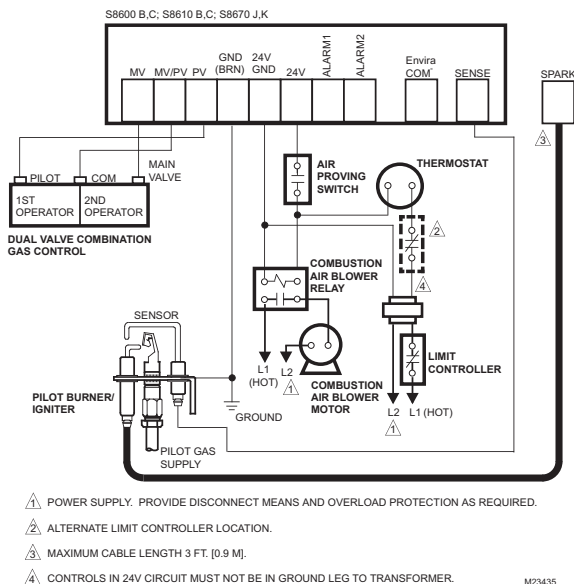 S8600 B,C; S8610 B,C; S8670 J,K
MV MV/PV PV GND (BRN) 24V GND 24V ALARM1 ALARM2 Envira COM' SENSE SPARK
3
PILOT COM MAIN VALVE
1ST OPERATOR 2ND OPERATOR
DUAL VALVE COMBINATION
GAS CONTROL
AIR
PROVING
SWITCH
THERMOSTAT
2
4
COMBUSTION
AIR BLOWER
RELAY
L1
(HOT)
L2
1
COMBUSTION
AIR BLOWER
MOTOR
LIMIT
CONTROLLER
L2 L1 (HOT)
1
SENSOR
PILOT BURNER/
IGNITER
GROUND
PILOT GAS
SUPPLY
1 POWER SUPPLY. PROVIDE DISCONNECT MEANS AND OVERLOAD PROTECTION AS REQUIRED.
2 ALTERNATE LIMIT CONTROLLER LOCATION.
3 MAXIMUM CABLE LENGTH 3 FT. [0.9 M].
4 CONTROLS IN 24V CIRCUIT MUST NOT BE IN GROUND LEG TO TRANSFORMER.
M23435